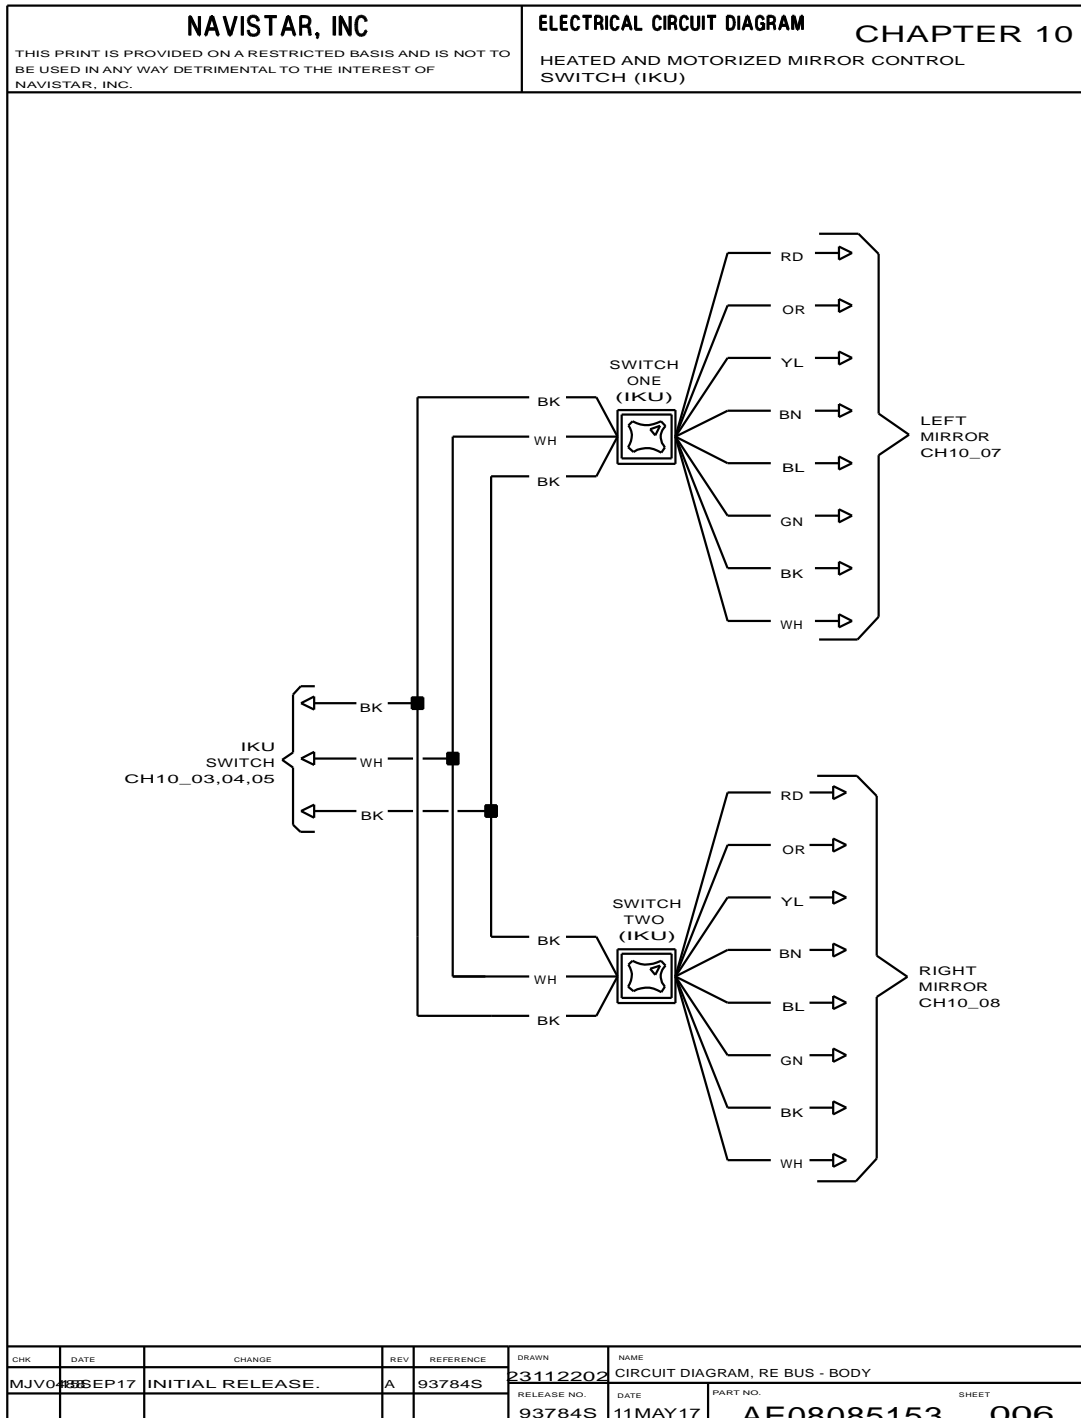 NAVISTAR, INC
THIS PRINT IS PROVIDED ON A RESTRICTED BASIS AND IS NOT TO
BE USED IN ANY WAY DETRIMENTAL TO THE INTEREST OF
NAVISTAR, INC.
ELECTRICAL CIRCUIT DIAGRAM
CHAPTER 10
HEATED AND MOTORIZED MIRROR CONTROL
SWITCH (IKU)
RD
OR
YL
BN
BL
GN
BK
WH
SWITCH
ONE
(IKU)
BK
WH
BK
LEFT
MIRROR
CH10_07
BK
WH
BK
IKU
SWITCH
CH10_03,04,05
RD
OR
YL
BN
BL
GN
BK
WH
SWITCH
TWO
(IKU)
BK
WH
BK
RIGHT
MIRROR
CH10_08
CHK
DATE
CHANGE
REV
REFERENCE
INITIAL RELEASE.
A
93784S
DRAWN
23112202
NAME
CIRCUIT DIAGRAM, RE BUS - BODY
RELEASE NO.
93784S
DATE
11MAY17
PART NO.
AE08085153
SHEET
006